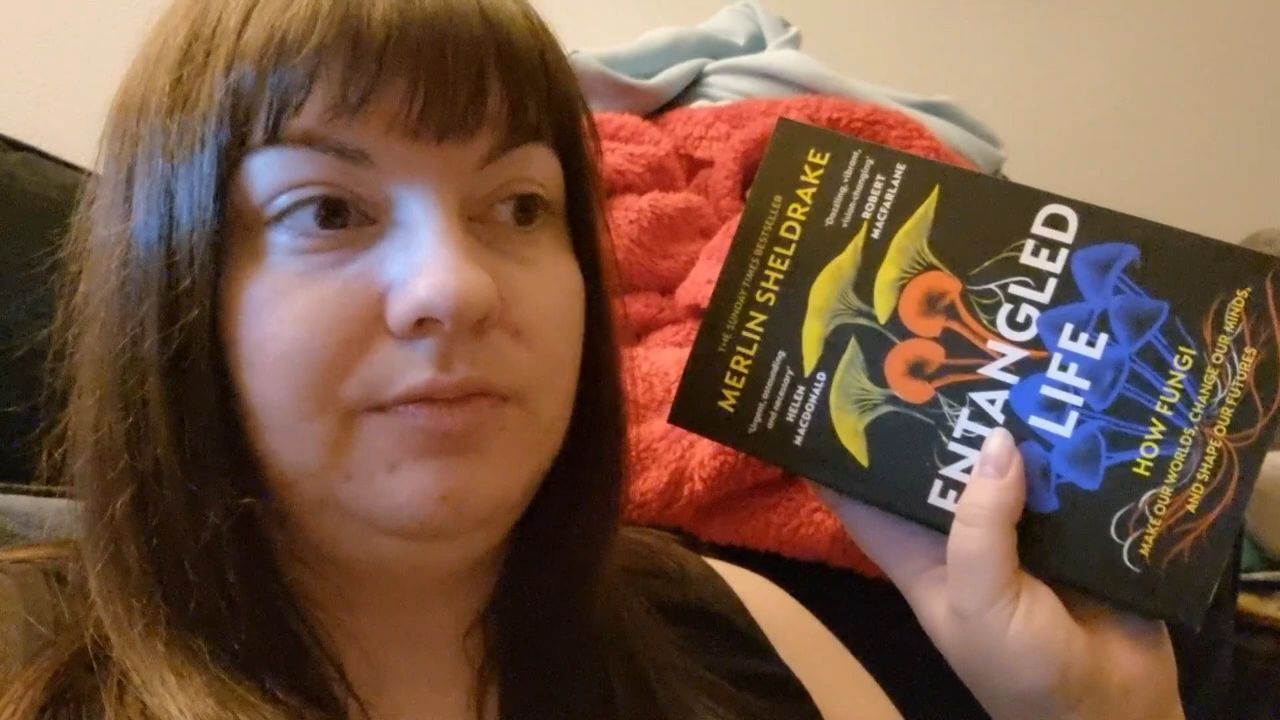 THE SUNDAY TIMES BESTSELLER
MERLIN SHELDRAKE
'Urgent, astounding
and necessary'
HELEN
MACDONALD
'Dazzling, vibrant,
vision-changing'
ROBERT
MACFARLANE
ENTANGLED
LIFE
HOW FUNGI
MAKE OUR WORLDS, CHANGE OUR MINDS,
AND SHAPE OUR FUTURES